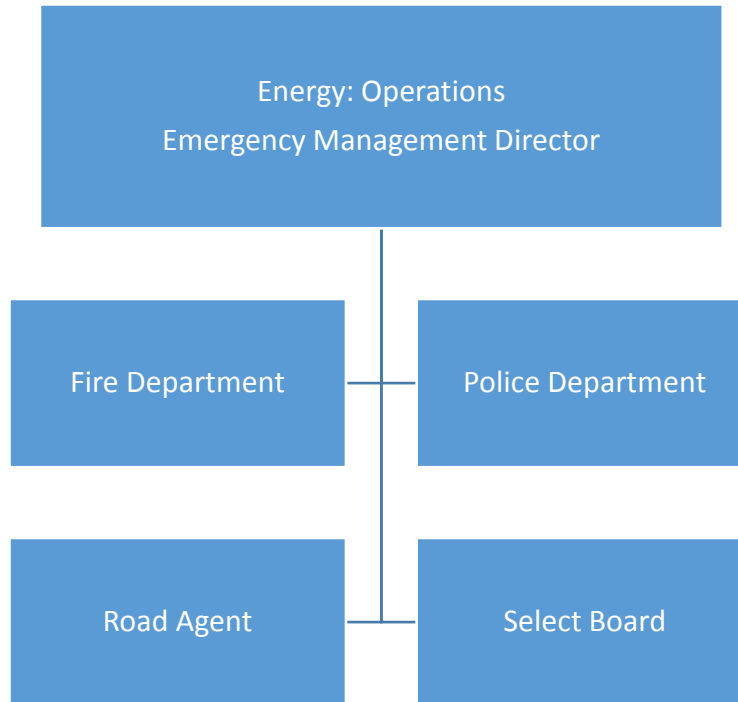 Energy: Operations
Emergency Management Director
Fire Department
Police Department
Road Agent
Select Board